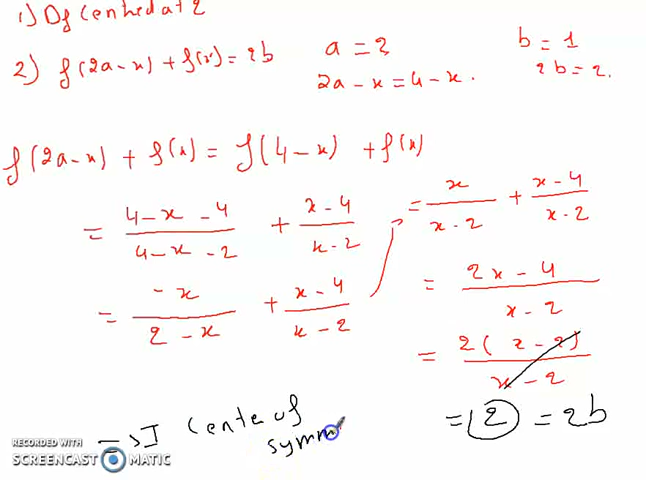 1) Df centred at 2
2) f(2a-x) + f(x) = 2b
a = 2
2a - x = 4 - x.
b = 1
2b = 2.
f(2a-x) + f(x) = f(4-x) + f(x)
= (4-x-4)/(4-x-2) + (x-4)/(x-2)
= -x/(2-x) + (x-4)/(x-2)
= x/(x-2) + (x-4)/(x-2)
= (2x-4)/(x-2)
= 2(x-2)/(x-2)
= 2 = 2b
=> I center of
symm
RECORDED WITH
SCREENCAST MATIC